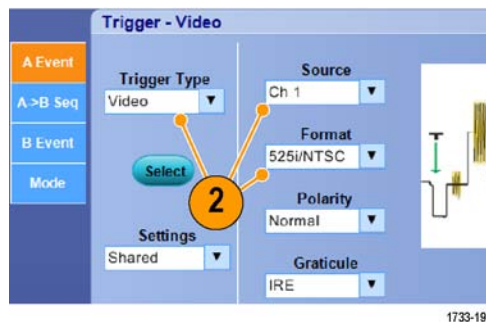 Trigger - Video
A Event
A->B Seq
B Event
Mode
Trigger Type
Video
Select
Settings
Shared
2
Source
Ch 1
Format
525i/NTSC
Polarity
Normal
Graticule
IRE
T
1733-19